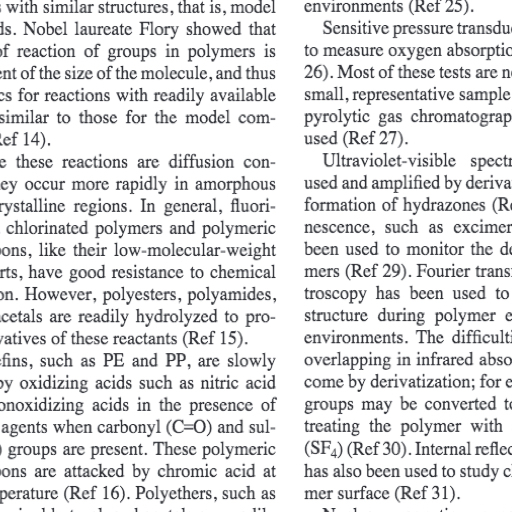 with similar structures, that is, model
ds. Nobel laureate Flory showed that
of reaction of groups in polymers is
ent of the size of the molecule, and thus
cs for reactions with readily available
similar to those for the model com-
Ref 14).
e these reactions are diffusion con-
ey occur more rapidly in amorphous
rystalline regions. In general, fluori-
chlorinated polymers and polymeric
ons, like their low-molecular-weight
rts, have good resistance to chemical
on. However, polyesters, polyamides,
cetals are readily hydrolyzed to pro-
vatives of these reactants (Ref 15).
fins, such as PE and PP, are slowly
by oxidizing acids such as nitric acid
onoxidizing acids in the presence of
agents when carbonyl (C=O) and sul-
) groups are present. These polymeric
ons are attacked by chromic acid at
perature (Ref 16). Polyethers, such as
environments (Ref 25).
Sensitive pressure transdu
to measure oxygen absorptio
26). Most of these tests are n
small, representative sample
pyrolytic gas chromatograp
used (Ref 27).
Ultraviolet-visible spectr
used and amplified by deriva
formation of hydrazones (Re
nescence, such as excimer
been used to monitor the de
mers (Ref 29). Fourier trans
troscopy has been used to
structure during polymer e
environments. The difficulti
overlapping in infrared abso
come by derivatization; for e
groups may be converted to
treating the polymer with
(SF₄) (Ref 30). Internal reflec
has also been used to study c
mer surface (Ref 31).